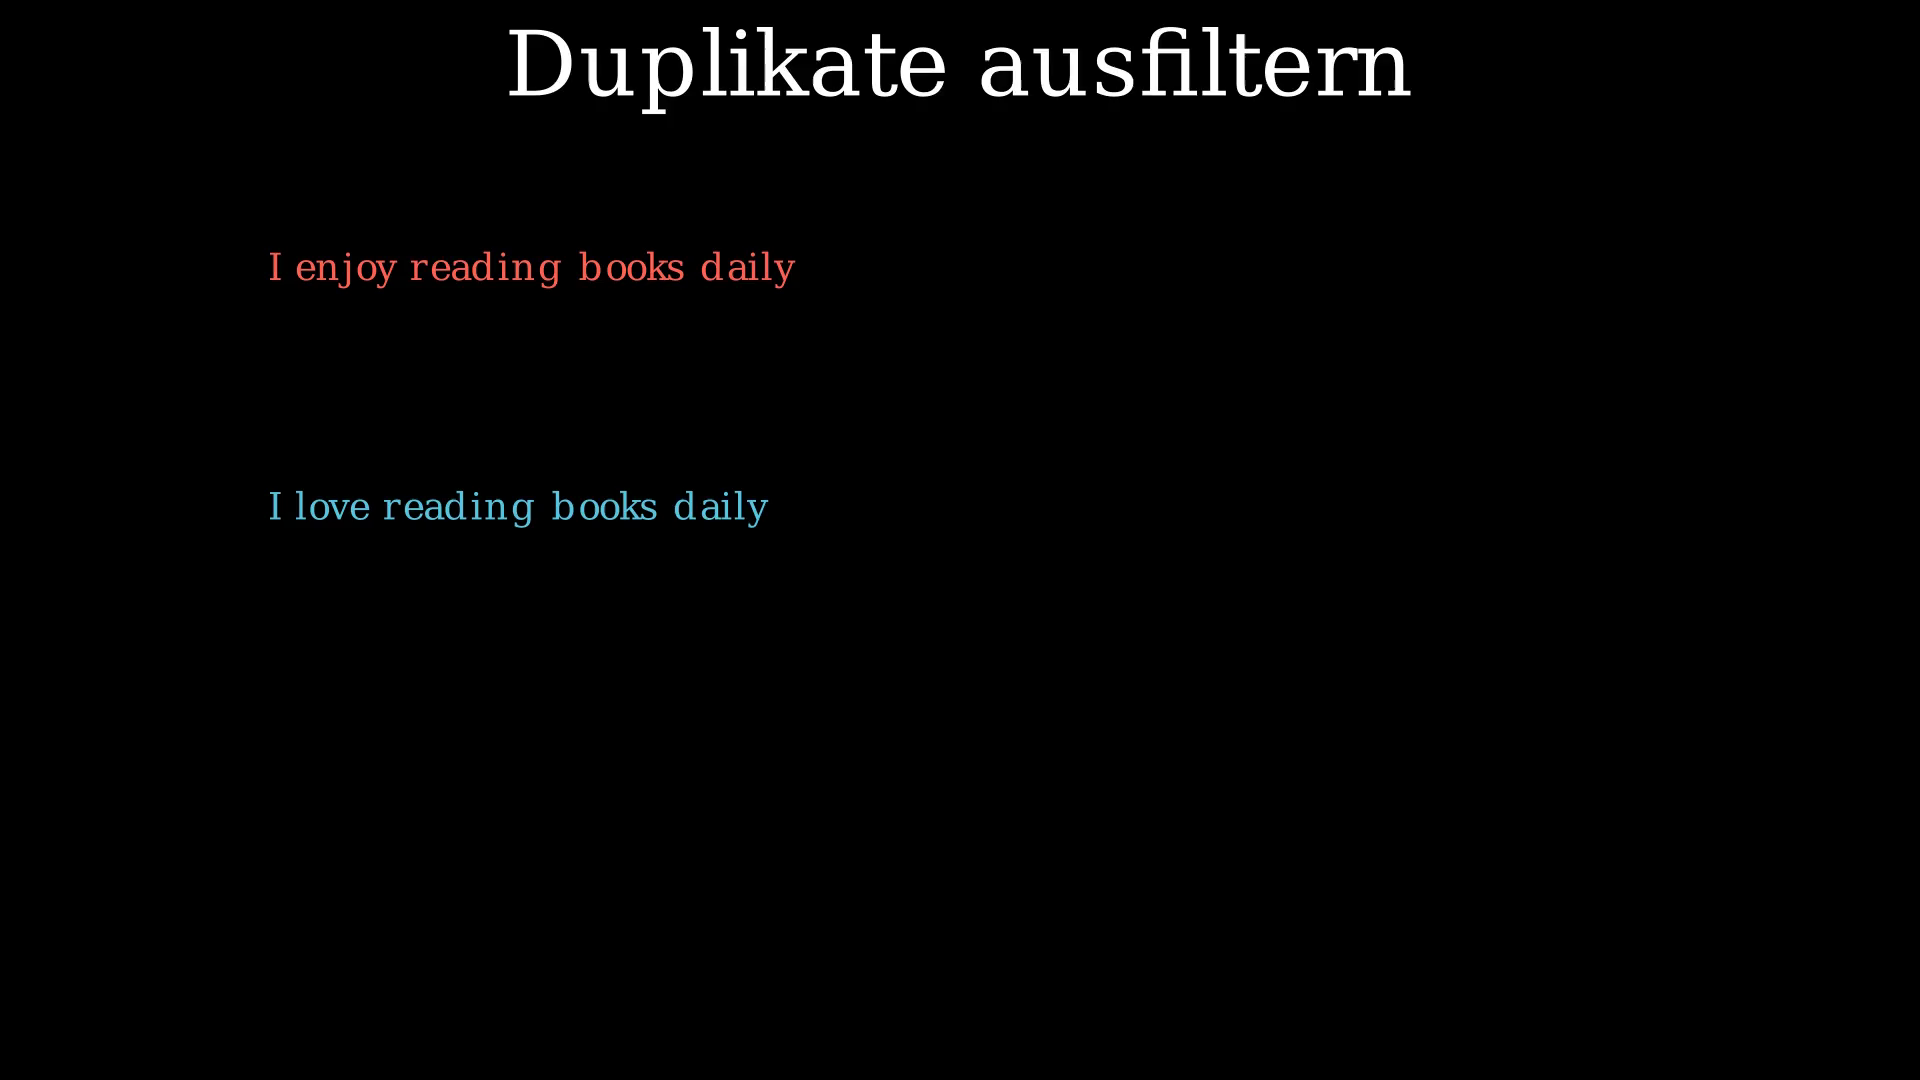 Duplikate ausfiltern
I enjoy reading books daily
I love reading books daily